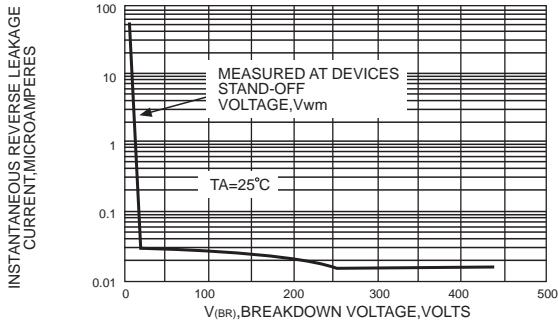 INSTANTANEOUS REVERSE LEAKAGE
CURRENT,MICROAMPERES
100
10
1
0.1
0.01
MEASURED AT DEVICES
STAND-OFF
VOLTAGE,Vwm
TA=25°C
0
100
200
300
400
500
V(BR),BREAKDOWN VOLTAGE,VOLTS